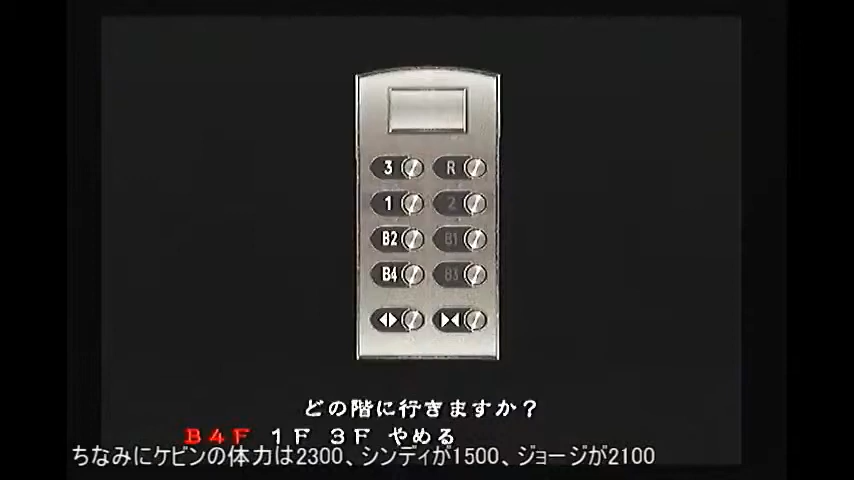 3 R
1 2
B2 B1
B4 B3
どの階に行きますか？
B4F 1F 3F やめる
ちなみにケビンの体力は2300、シンディが1500、ジョージが2100